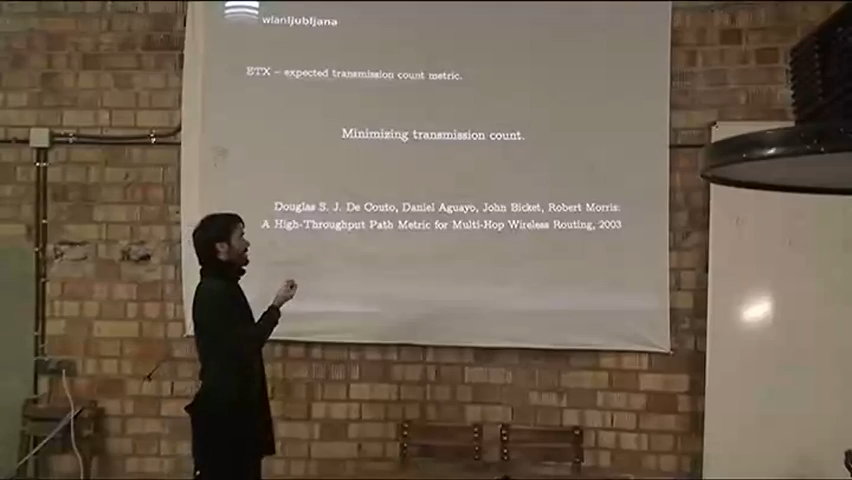 wlanljubljana
ETX – expected transmission count metric.
Minimizing transmission count.
Douglas S. J. De Couto, Daniel Aguayo, John Bicket, Robert Morris:
A High-Throughput Path Metric for Multi-Hop Wireless Routing, 2003